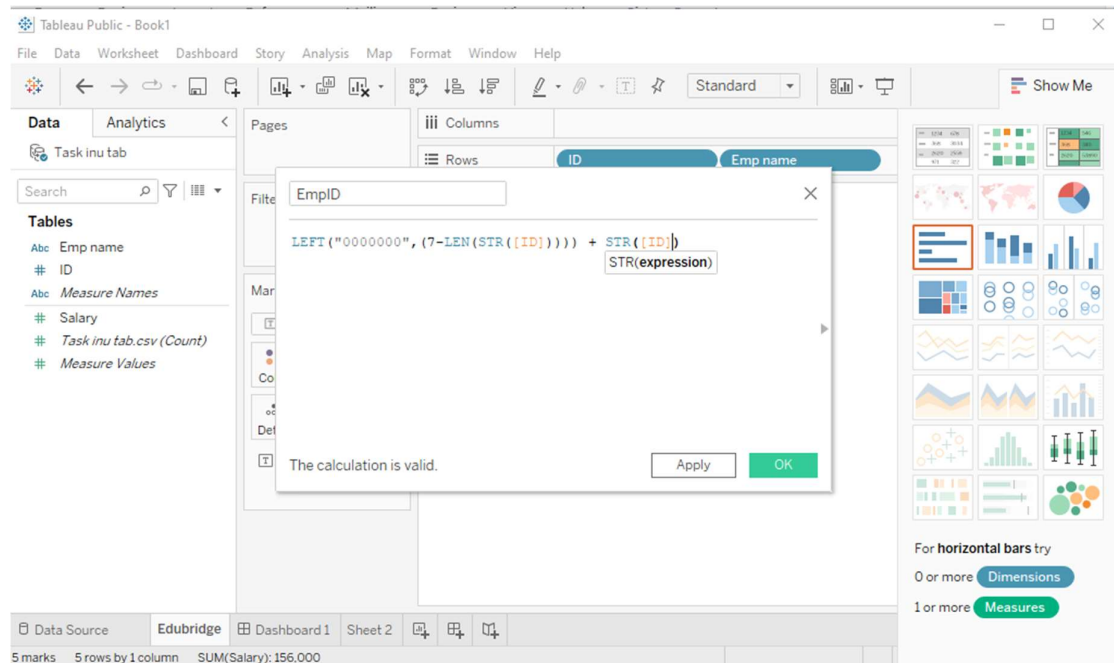 Tableau Public - Book1
File Data Worksheet Dashboard Story Analysis Map Format Window Help
Standard
Show Me
Data Analytics
Pages
Columns
Task inu tab
Rows ID Emp name
Search
Filte
EmpID
Tables
Abc Emp name
LEFT("0000000",(7-LEN(STR([ID])))) + STR([ID])
STR(expression)
# ID
Abc Measure Names
Mar
# Salary
# Task inu tab.csv (Count)
# Measure Values
Co
Det
The calculation is valid.
Apply OK
For horizontal bars try
0 or more Dimensions
1 or more Measures
Data Source Edubridge Dashboard 1 Sheet 2
5 marks 5 rows by 1 column SUM(Salary): 156,000